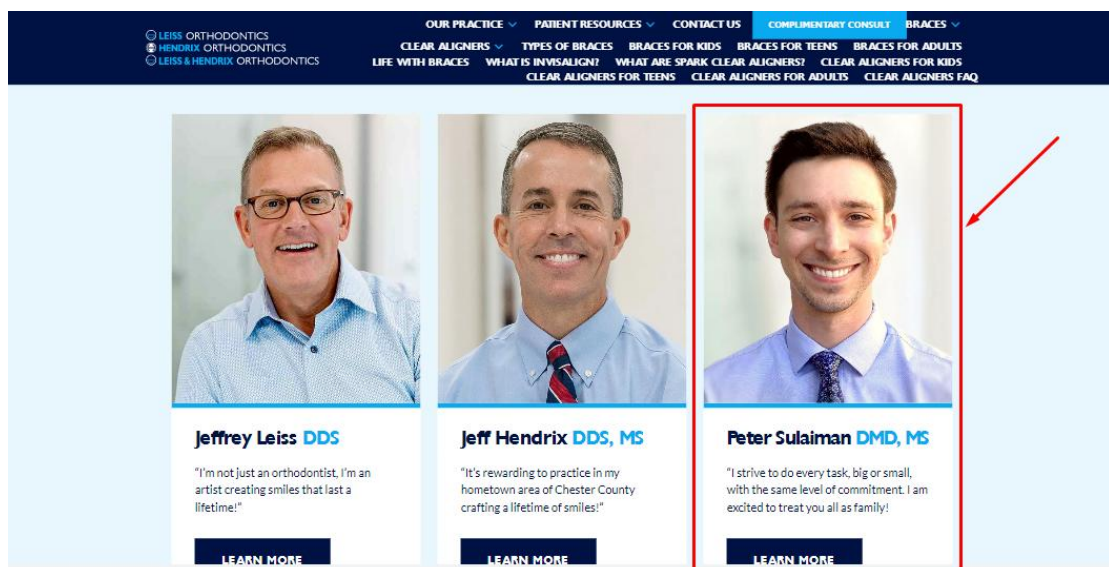 LEISS ORTHODONTICS
HENDRIX ORTHODONTICS
LEISS & HENDRIX ORTHODONTICS
OUR PRACTICE PATIENT RESOURCES CONTACT US COMPLIMENTARY CONSULT BRACES
CLEAR ALIGNERS TYPES OF BRACES BRACES FOR KIDS BRACES FOR TEENS BRACES FOR ADULTS
LIFE WITH BRACES WHAT IS INVISALIGN? WHAT ARE SPARK CLEAR ALIGNERS? CLEAR ALIGNERS FOR KIDS
CLEAR ALIGNERS FOR TEENS CLEAR ALIGNERS FOR ADULTS CLEAR ALIGNERS FAQ
Jeffrey Leiss DDS
"I'm not just an orthodontist, I'm an
artist creating smiles that last a
lifetime!"
LEARN MORE
Jeff Hendrix DDS, MS
"It's rewarding to practice in my
hometown area of Chester County
crafting a lifetime of smiles!"
LEARN MORE
Peter Sulaiman DMD, MS
"I strive to do every task, big or small,
with the same level of commitment. I am
excited to treat you all as family!
LEARN MORE